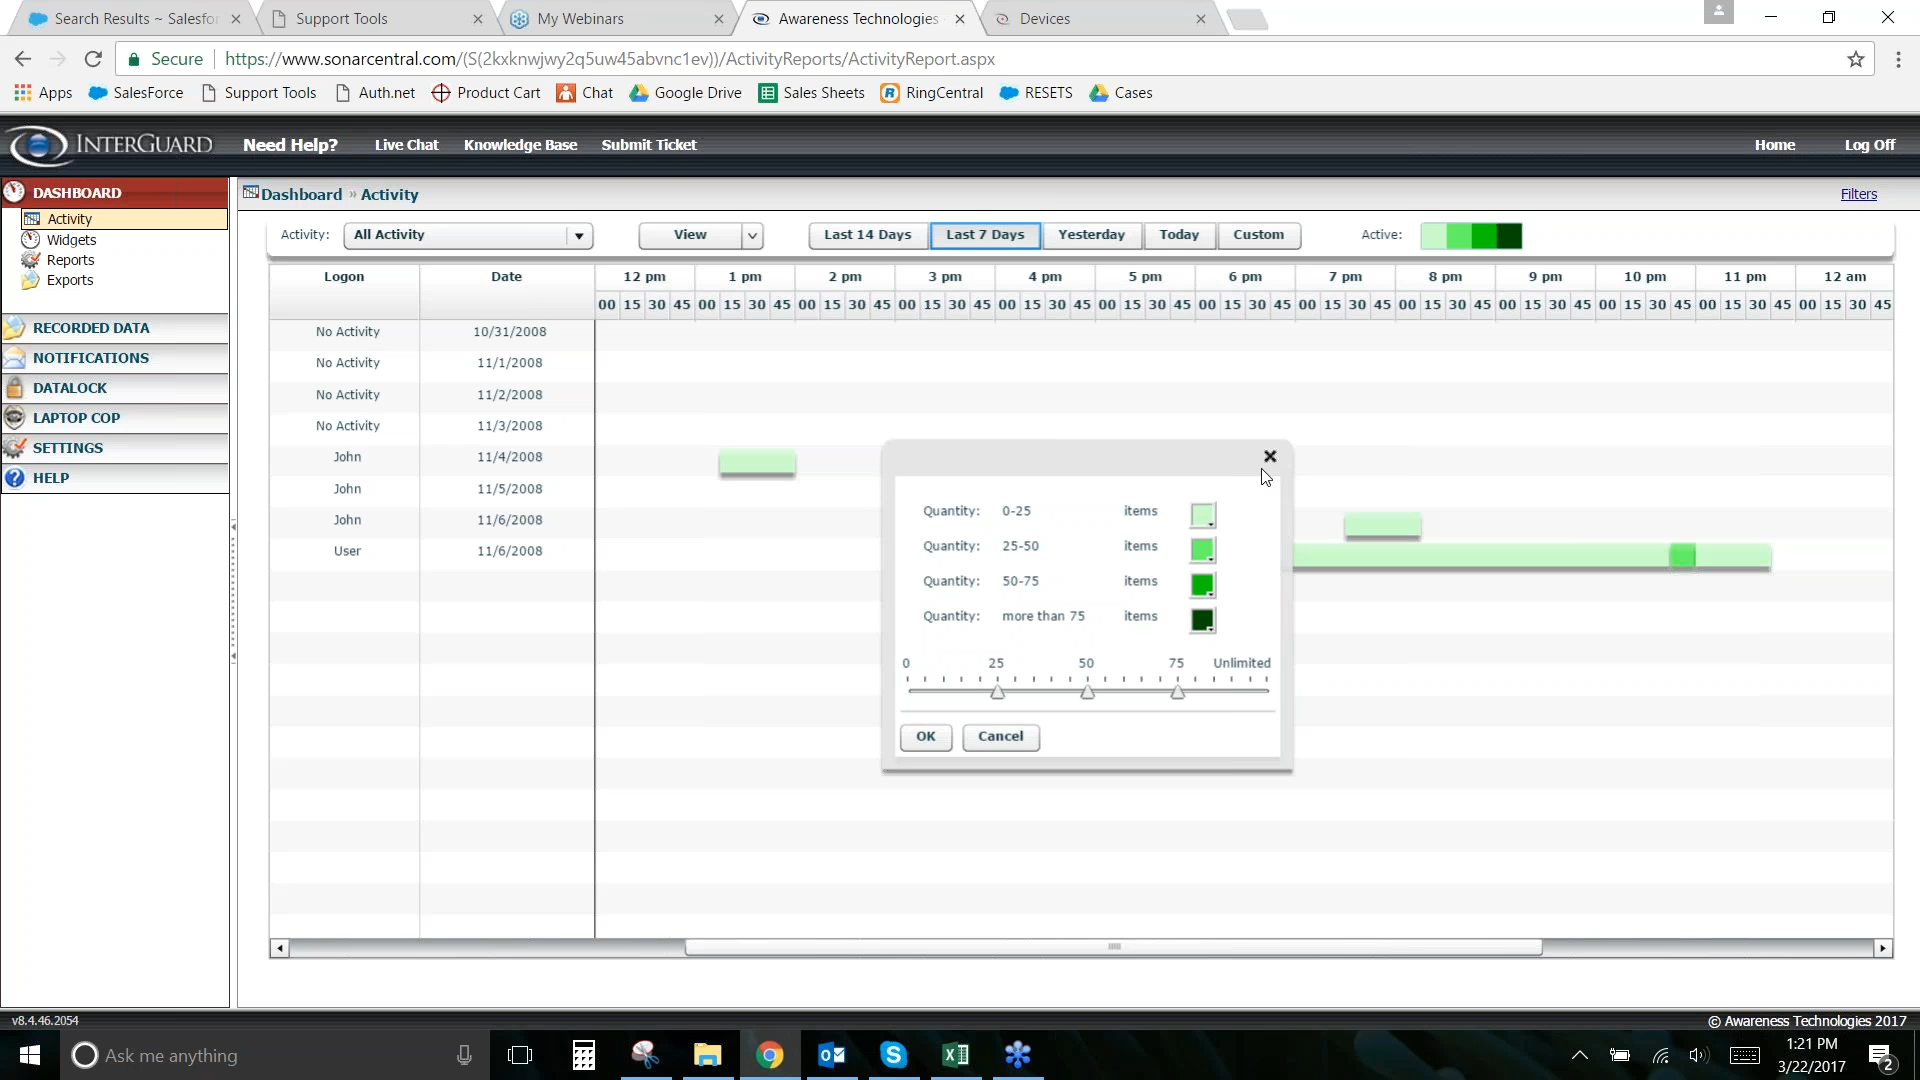 Search Results ~ Salesfor
Support Tools
My Webinars
Awareness Technologies
Devices
Secure
https://www.sonarcentral.com/(S(2kxknwjwy2q5uw45abvnc1ev))/ActivityReports/ActivityReport.aspx
Apps SalesForce Support Tools Auth.net Product Cart Chat Google Drive Sales Sheets RingCentral RESETS Cases
INTERGUARD Need Help? Live Chat Knowledge Base Submit Ticket Home Log Off
DASHBOARD
Activity
Widgets
Reports
Exports
RECORDED DATA
NOTIFICATIONS
DATALOCK
LAPTOP COP
SETTINGS
HELP
Dashboard » Activity Filters
Activity: All Activity View Last 14 Days Last 7 Days Yesterday Today Custom Active:
Logon Date 12 pm 1 pm 2 pm 3 pm 4 pm 5 pm 6 pm 7 pm 8 pm 9 pm 10 pm 11 pm 12 am
00 15 30 45 00 15 30 45 00 15 30 45 00 15 30 45 00 15 30 45 00 15 30 45 00 15 30 45 00 15 30 45 00 15 30 45 00 15 30 45 00 15 30 45 00 15 30 45 00 15 30 45
No Activity 10/31/2008
No Activity 11/1/2008
No Activity 11/2/2008
No Activity 11/3/2008
John 11/4/2008
John 11/5/2008
John 11/6/2008
User 11/6/2008
Quantity: 0-25 items
Quantity: 25-50 items
Quantity: 50-75 items
Quantity: more than 75 items
0 25 50 75 Unlimited
OK Cancel
v8.4.46.2054
© Awareness Technologies 2017
Ask me anything
1:21 PM
3/22/2017
2